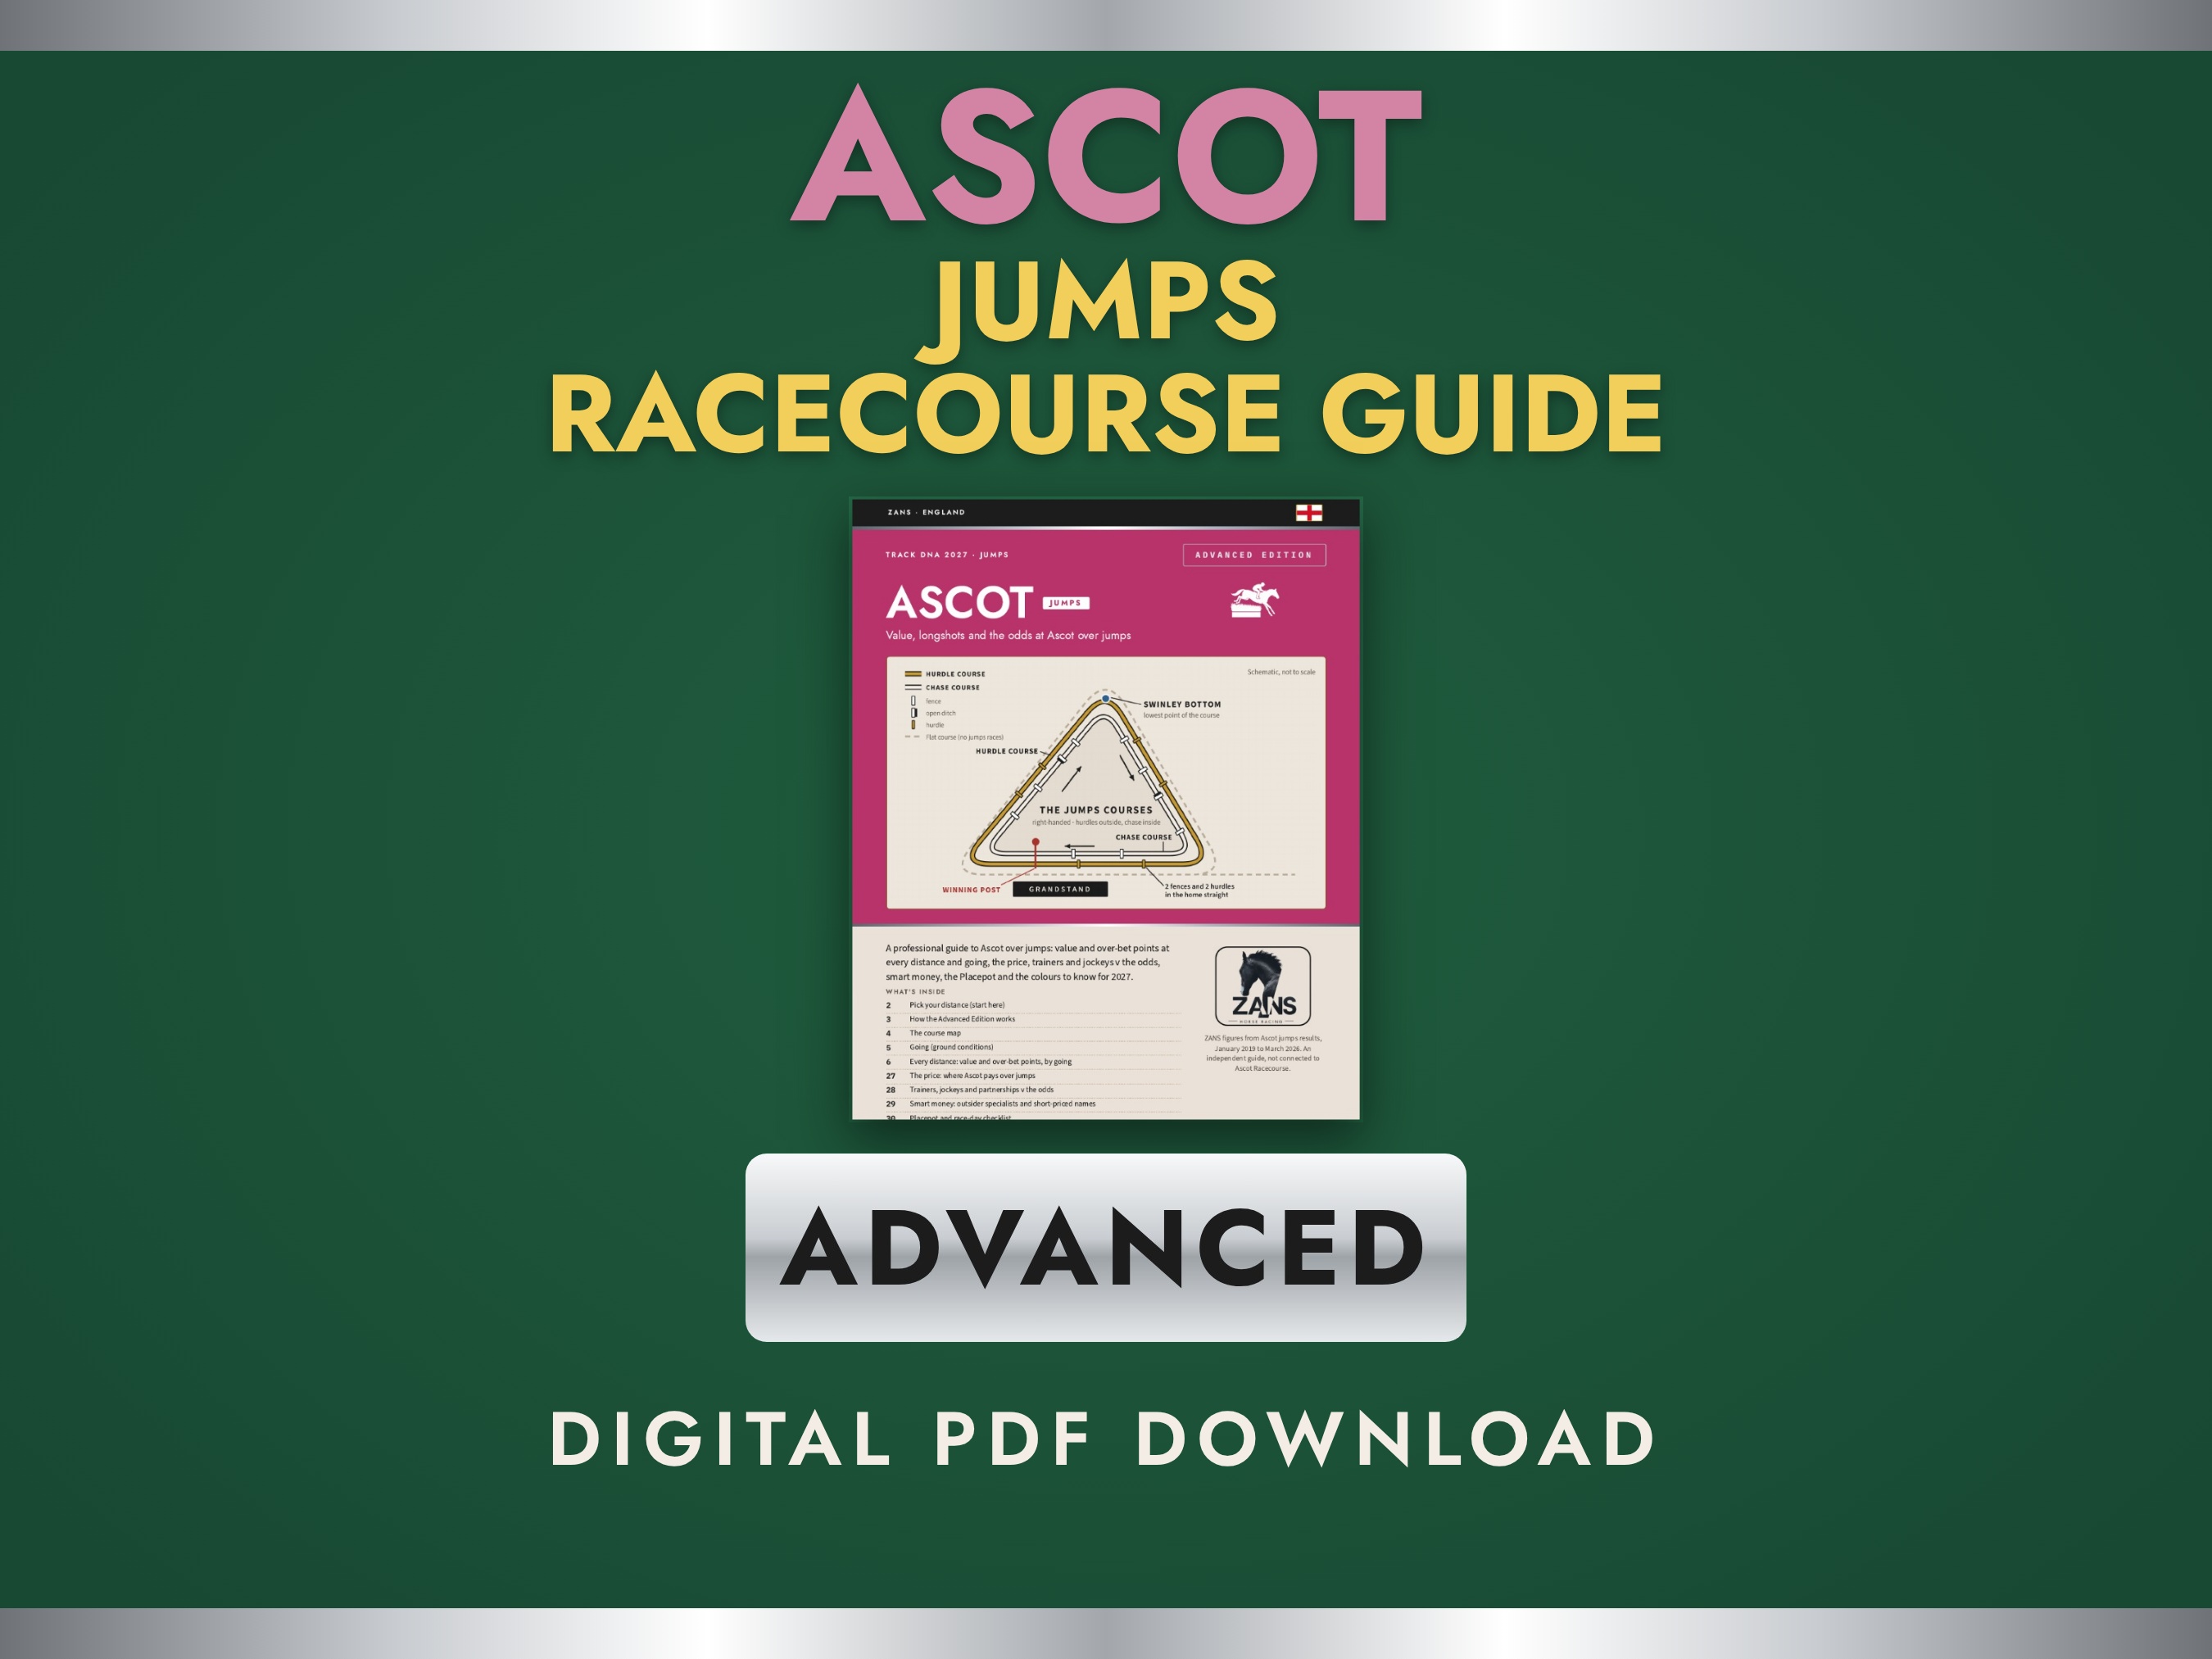 ASCOT
JUMPS
RACECOURSE GUIDE
ZANS · ENGLAND
TRACK DNA 2027 · JUMPS
ADVANCED EDITION
ASCOT JUMPS
Value, longshots and the odds at Ascot over jumps
HURDLE COURSE
CHASE COURSE
fence
open ditch
hurdle
Flat course (no jumps races)
Schematic, not to scale
SWINLEY BOTTOM
lowest point of the course
HURDLE COURSE
THE JUMPS COURSES
right-handed · hurdles outside, chase inside
CHASE COURSE
WINNING POST
GRANDSTAND
2 fences and 2 hurdles
in the home straight
A professional guide to Ascot over jumps: value and over-bet points at
every distance and going, the price, trainers and jockeys v the odds,
smart money, the Placepot and the colours to know for 2027.
WHAT'S INSIDE
2 Pick your distance (start here)
3 How the Advanced Edition works
4 The course map
5 Going (ground conditions)
6 Every distance: value and over-bet points, by going
27 The price: where Ascot pays over jumps
28 Trainers, jockeys and partnerships v the odds
29 Smart money: outsider specialists and short-priced names
30 Placepot and race-day checklist
ZANS
HORSE RACING
ZANS figures from Ascot jumps results,
January 2019 to March 2026. An
independent guide, not connected to
Ascot Racecourse.
ADVANCED
DIGITAL PDF DOWNLOAD